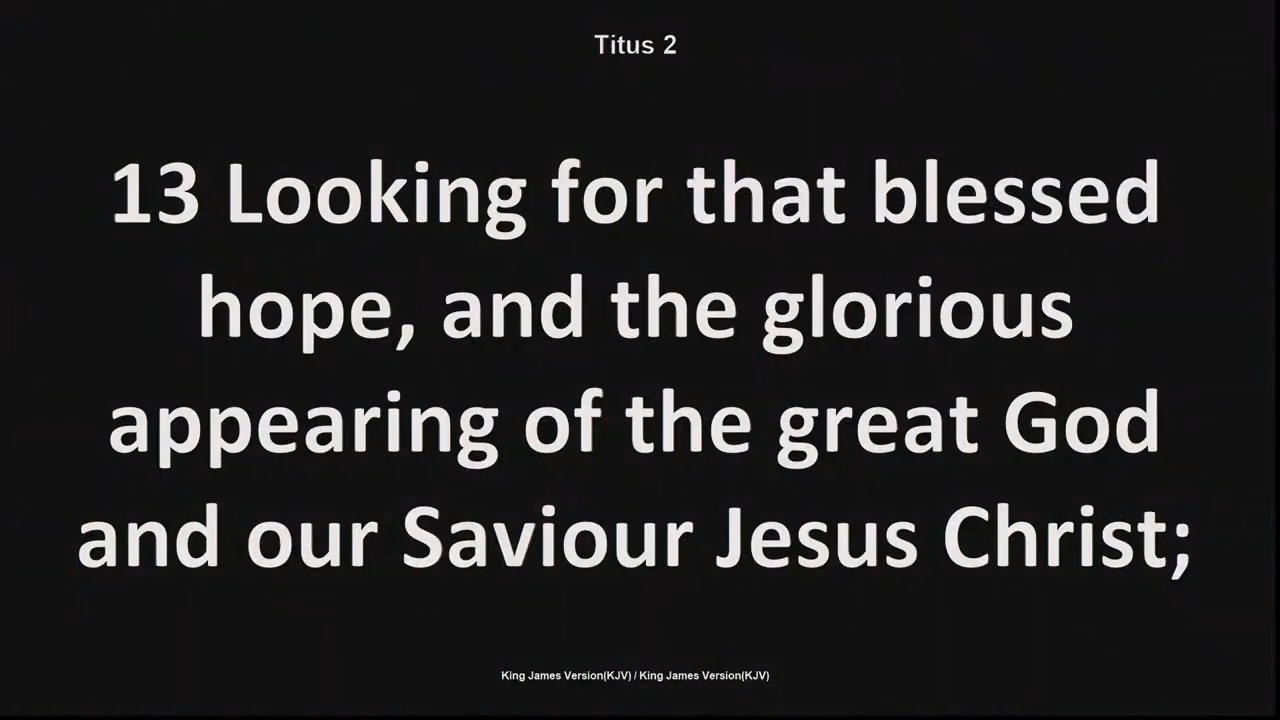 Titus 2
13 Looking for that blessed
hope, and the glorious
appearing of the great God
and our Saviour Jesus Christ;
King James Version(KJV) / King James Version(KJV)